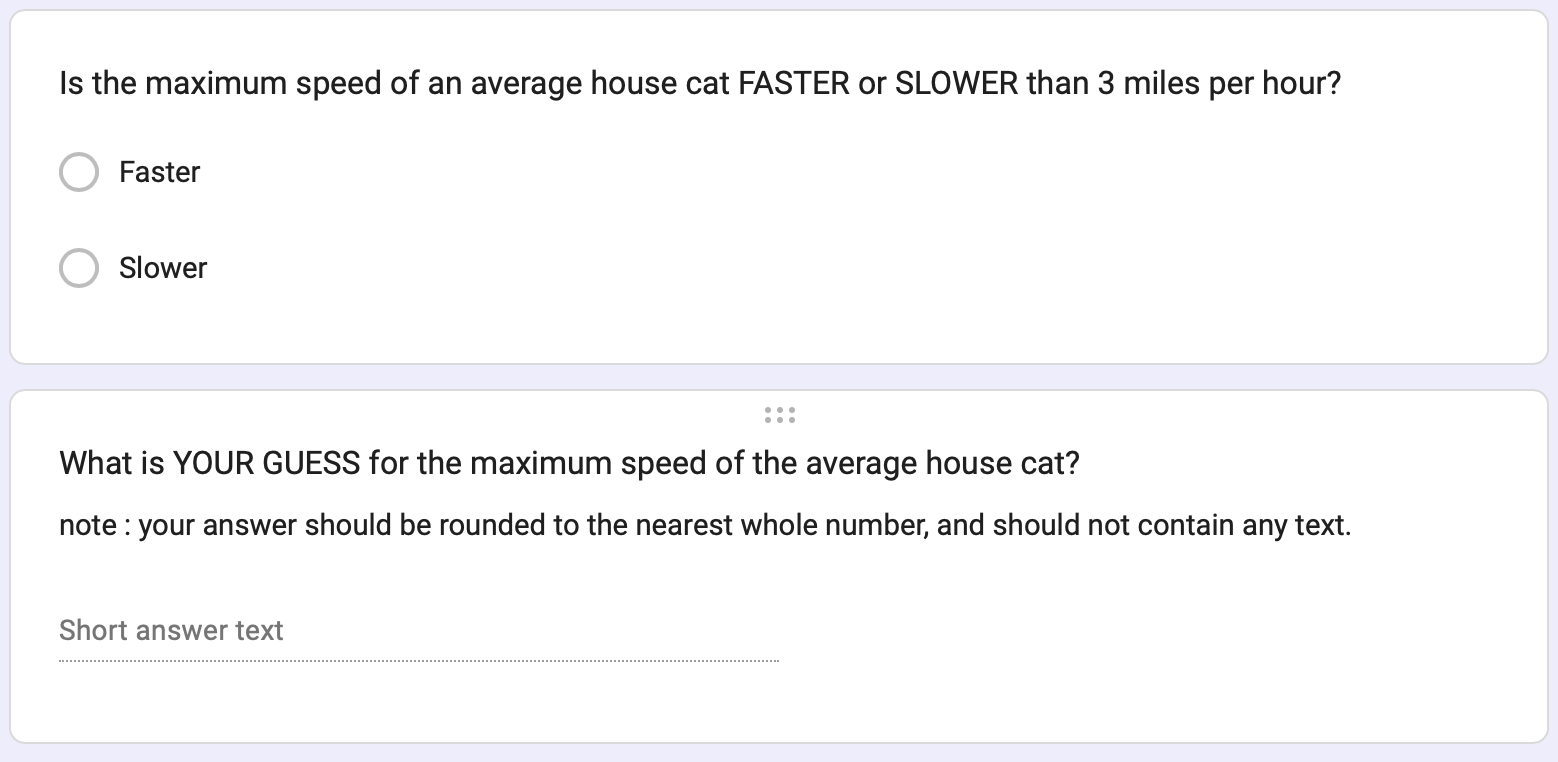 Is the maximum speed of an average house cat FASTER or SLOWER than 3 miles per hour?
Faster
Slower
What is YOUR GUESS for the maximum speed of the average house cat?
note : your answer should be rounded to the nearest whole number, and should not contain any text.
Short answer text